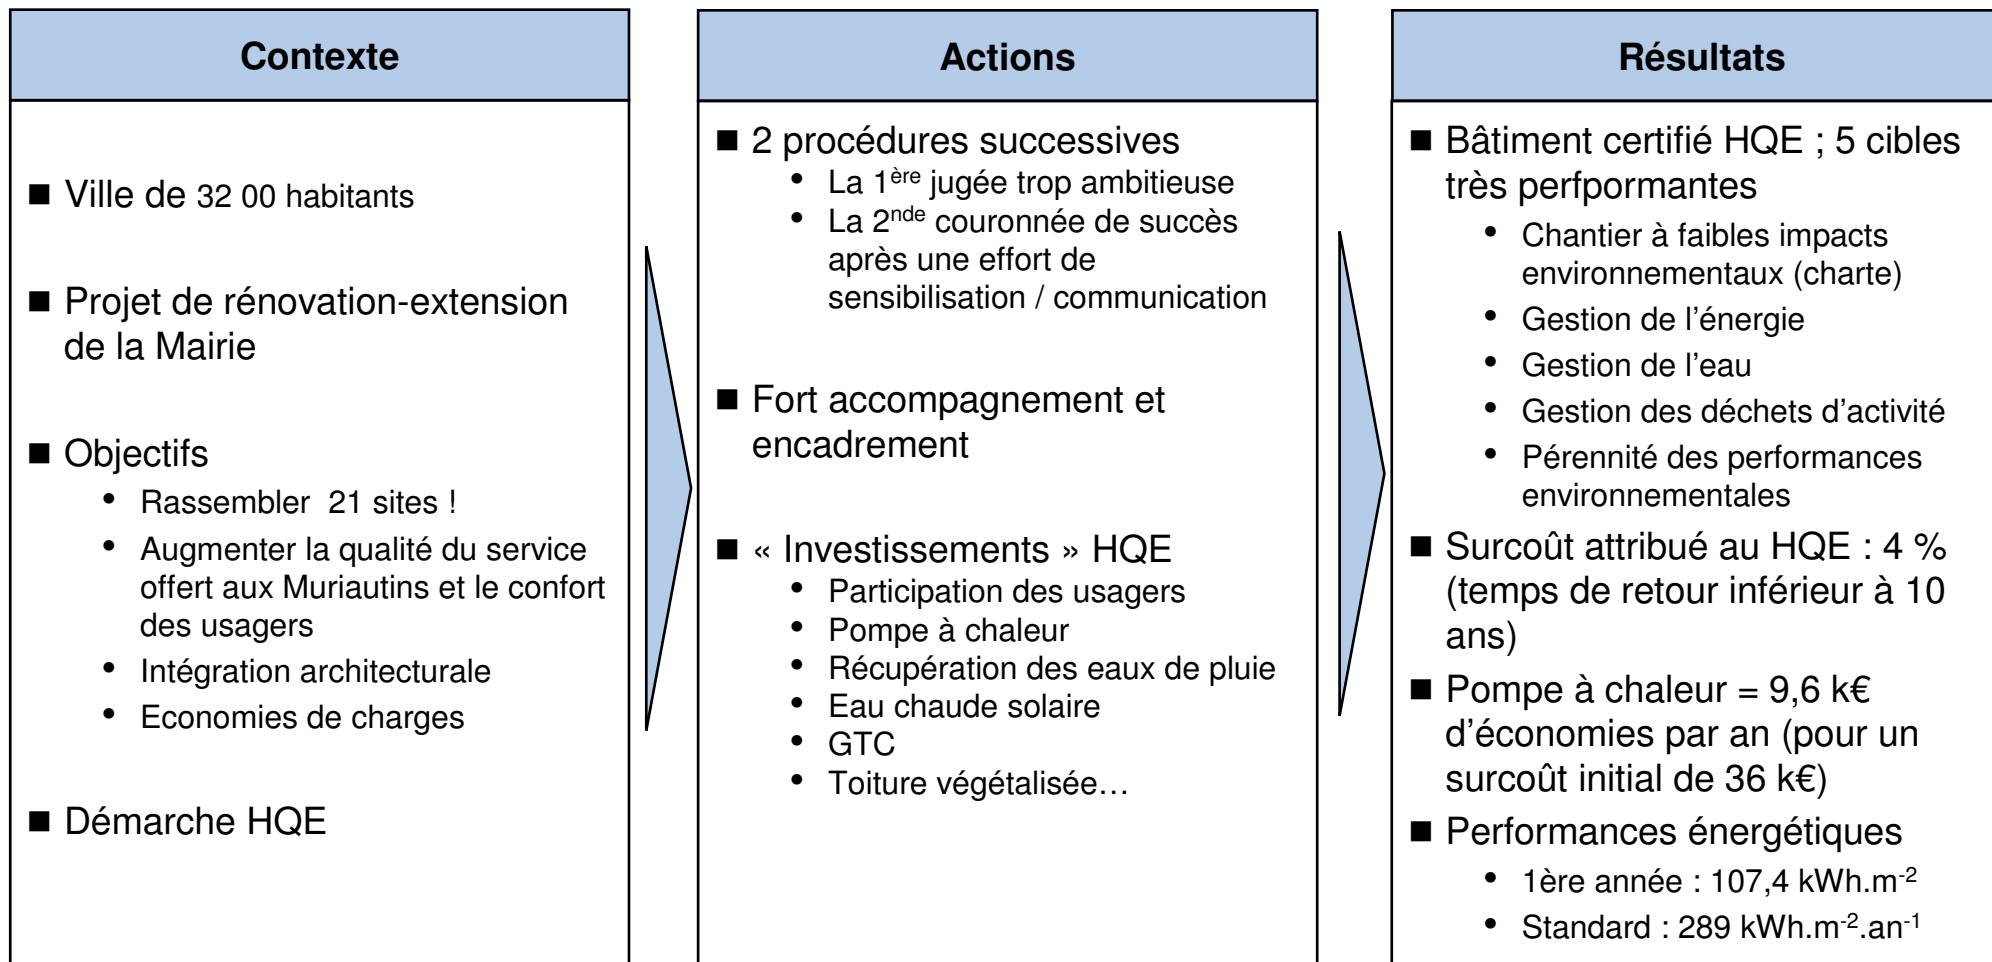 Contexte
■ Ville de 32 00 habitants
■ Projet de rénovation-extension
de la Mairie
■ Objectifs
• Rassembler 21 sites !
• Augmenter la qualité du service
offert aux Muriautins et le confort
des usagers
• Intégration architecturale
• Economies de charges
■ Démarche HQE
Actions
■ 2 procédures successives
• La 1ère jugée trop ambitieuse
• La 2nde couronnée de succès
après une effort de
sensibilisation / communication
■ Fort accompagnement et
encadrement
■ « Investissements » HQE
• Participation des usagers
• Pompe à chaleur
• Récupération des eaux de pluie
• Eau chaude solaire
• GTC
• Toiture végétalisée…
Résultats
■ Bâtiment certifié HQE ; 5 cibles
très perfpormantes
• Chantier à faibles impacts
environnementaux (charte)
• Gestion de l’énergie
• Gestion de l’eau
• Gestion des déchets d’activité
• Pérennité des performances
environnementales
■ Surcoût attribué au HQE : 4 %
(temps de retour inférieur à 10
ans)
■ Pompe à chaleur = 9,6 k€
d’économies par an (pour un
surcoût initial de 36 k€)
■ Performances énergétiques
• 1ère année : 107,4 kWh.m-2
• Standard : 289 kWh.m-2.an-1